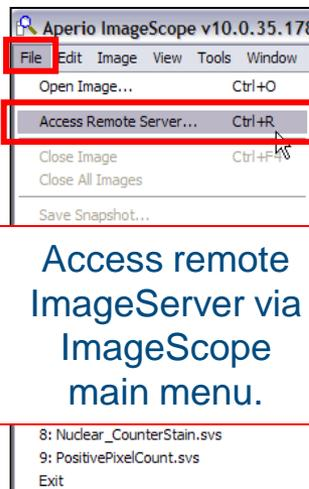 Aperio ImageScope v10.0.35.178
File Edit Image View Tools Window
Open Image... Ctrl+O
Access Remote Server... Ctrl+R
Close Image Ctrl+F4
Close All Images
Save Snapshot...
Access remote
ImageServer via
ImageScope
main menu.
8: Nuclear_CounterStain.svs
9: PositivePixelCount.svs
Exit